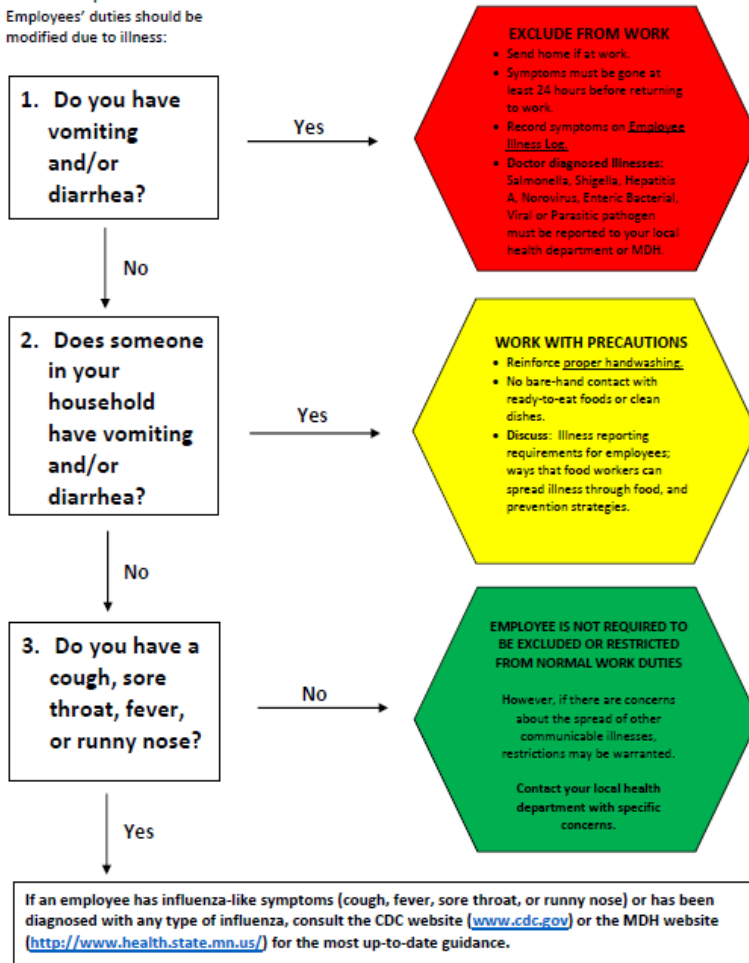 Employees' duties should be
modified due to illness:
1. Do you have
vomiting
and/or
diarrhea?
Yes
EXCLUDE FROM WORK
• Send home if at work.
• Symptoms must be gone at
least 24 hours before returning
to work.
• Record symptoms on Employee
Illness Log.
• Doctor diagnosed Illnesses:
Salmonella, Shigella, Hepatitis
A, Norovirus, Enteric Bacterial,
Viral or Parasitic pathogen
must be reported to your local
health department or MDH.
No
2. Does someone
in your
household
have vomiting
and/or
diarrhea?
Yes
WORK WITH PRECAUTIONS
• Reinforce proper handwashing.
• No bare-hand contact with
ready-to-eat foods or clean
dishes.
• Discuss: Illness reporting
requirements for employees;
ways that food workers can
spread illness through food, and
prevention strategies.
No
3. Do you have a
cough, sore
throat, fever,
or runny nose?
No
EMPLOYEE IS NOT REQUIRED TO
BE EXCLUDED OR RESTRICTED
FROM NORMAL WORK DUTIES
However, if there are concerns
about the spread of other
communicable illnesses,
restrictions may be warranted.
Contact your local health
department with specific
concerns.
Yes
If an employee has influenza-like symptoms (cough, fever, sore throat, or runny nose) or has been
diagnosed with any type of influenza, consult the CDC website (www.cdc.gov) or the MDH website
(http://www.health.state.mn.us/) for the most up-to-date guidance.